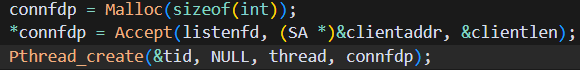 connfdp = Malloc(sizeof(int));
*connfdp = Accept(listenfd, (SA *)&clientaddr, &clientlen);
Pthread_create(&tid, NULL, thread, connfdp);